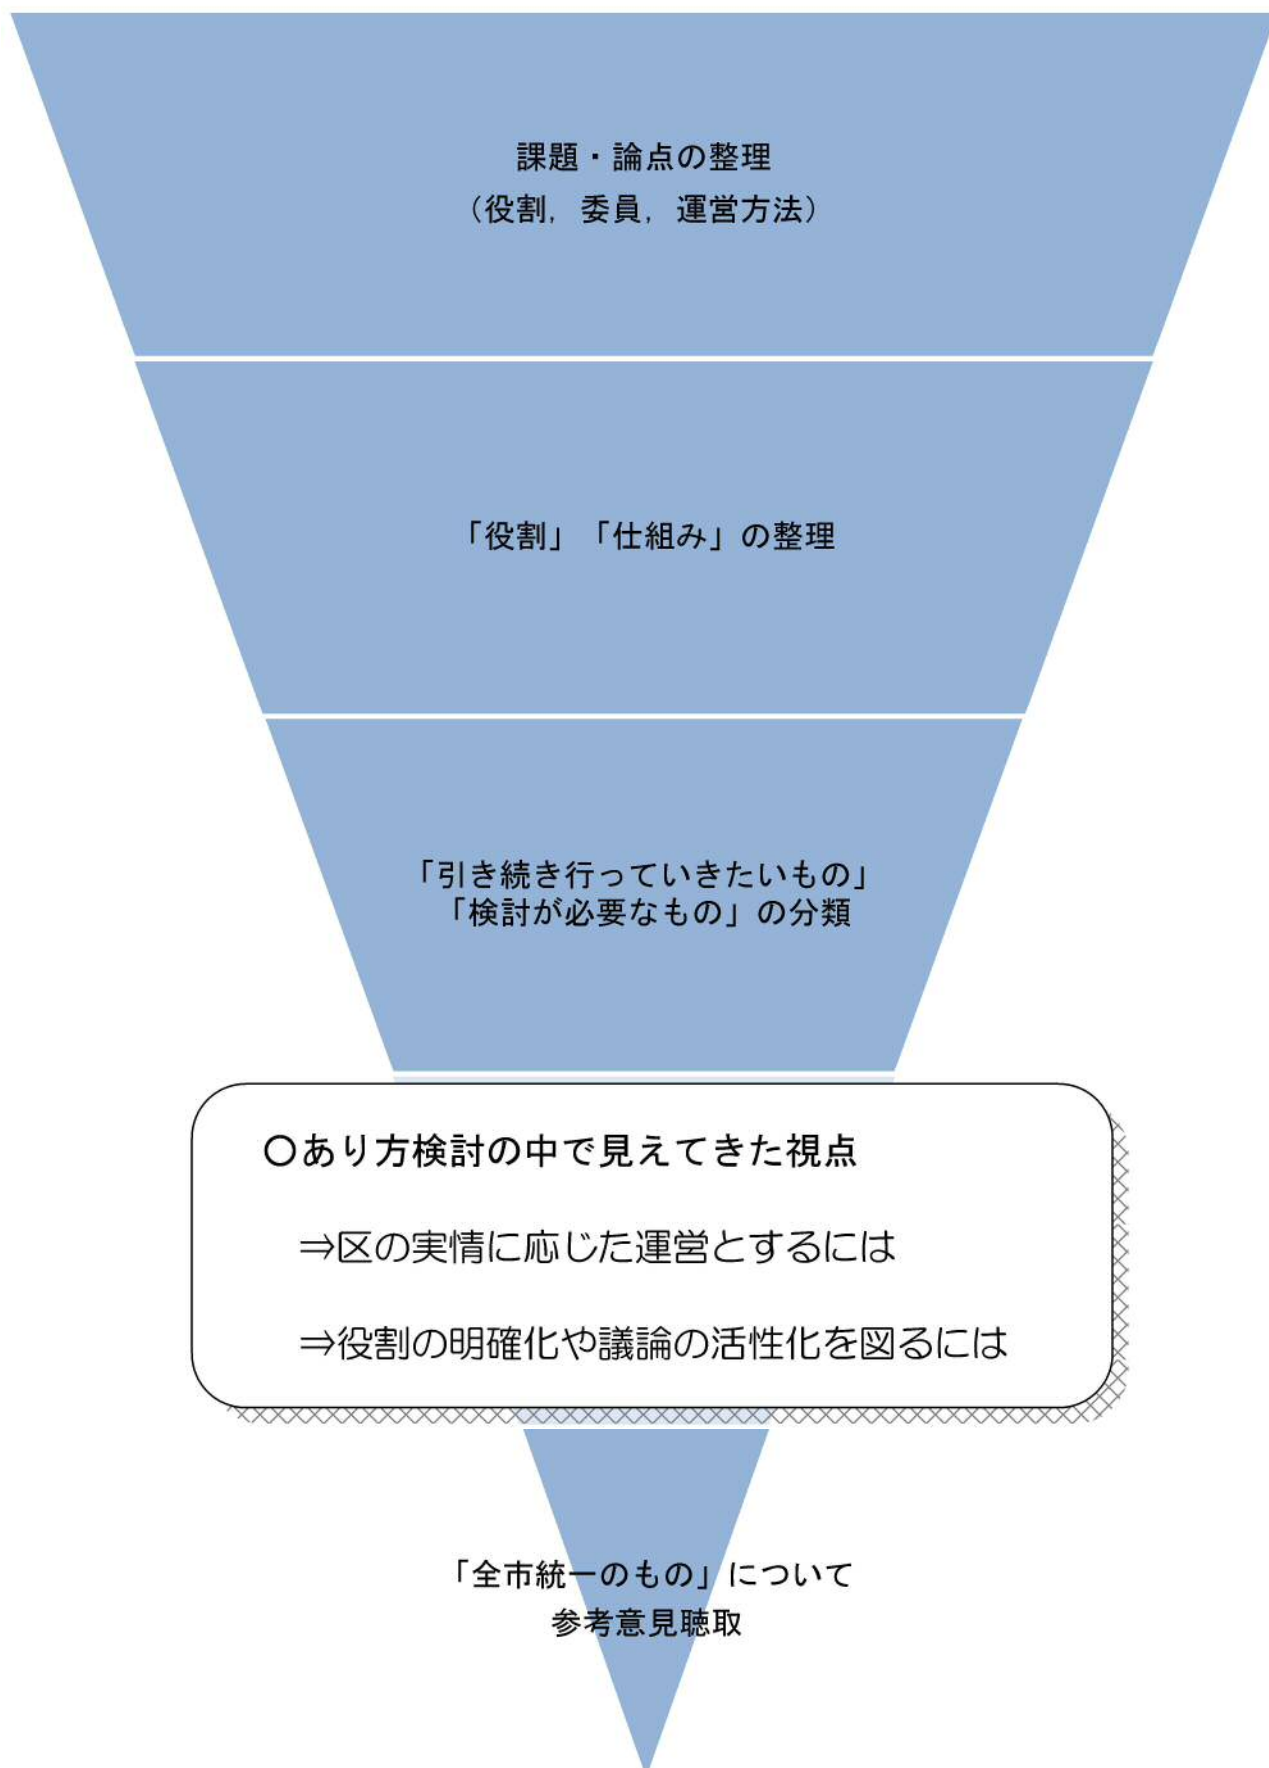 課題・論点の整理
（役割，委員，運営方法）
「役割」「仕組み」の整理
「引き続き行っていきたいもの」
「検討が必要なもの」の分類
〇あり方検討の中で見えてきた視点
⇒区の実情に応じた運営とするには
⇒役割の明確化や議論の活性化を図るには
「全市統一のもの」について
参考意見聴取